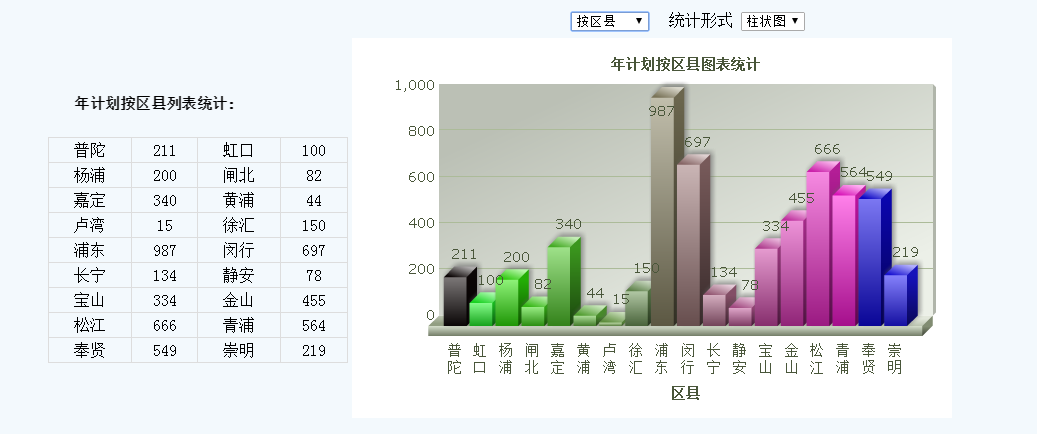 按区县 统计形式 柱状图
年计划按区县列表统计：
普陀 211 虹口 100
杨浦 200 闸北 82
嘉定 340 黄浦 44
卢湾 15 徐汇 150
浦东 987 闵行 697
长宁 134 静安 78
宝山 334 金山 455
松江 666 青浦 564
奉贤 549 崇明 219
年计划按区县图表统计
1,000
800
600
400
200
0
211 100 200 82 340 44 15 150 987 697 134 78 334 455 666 564 549 219
普陀 虹口 杨浦 闸北 嘉定 黄浦 卢湾 徐汇 浦东 闵行 长宁 静安 宝山 金山 松江 青浦 奉贤 崇明
区县